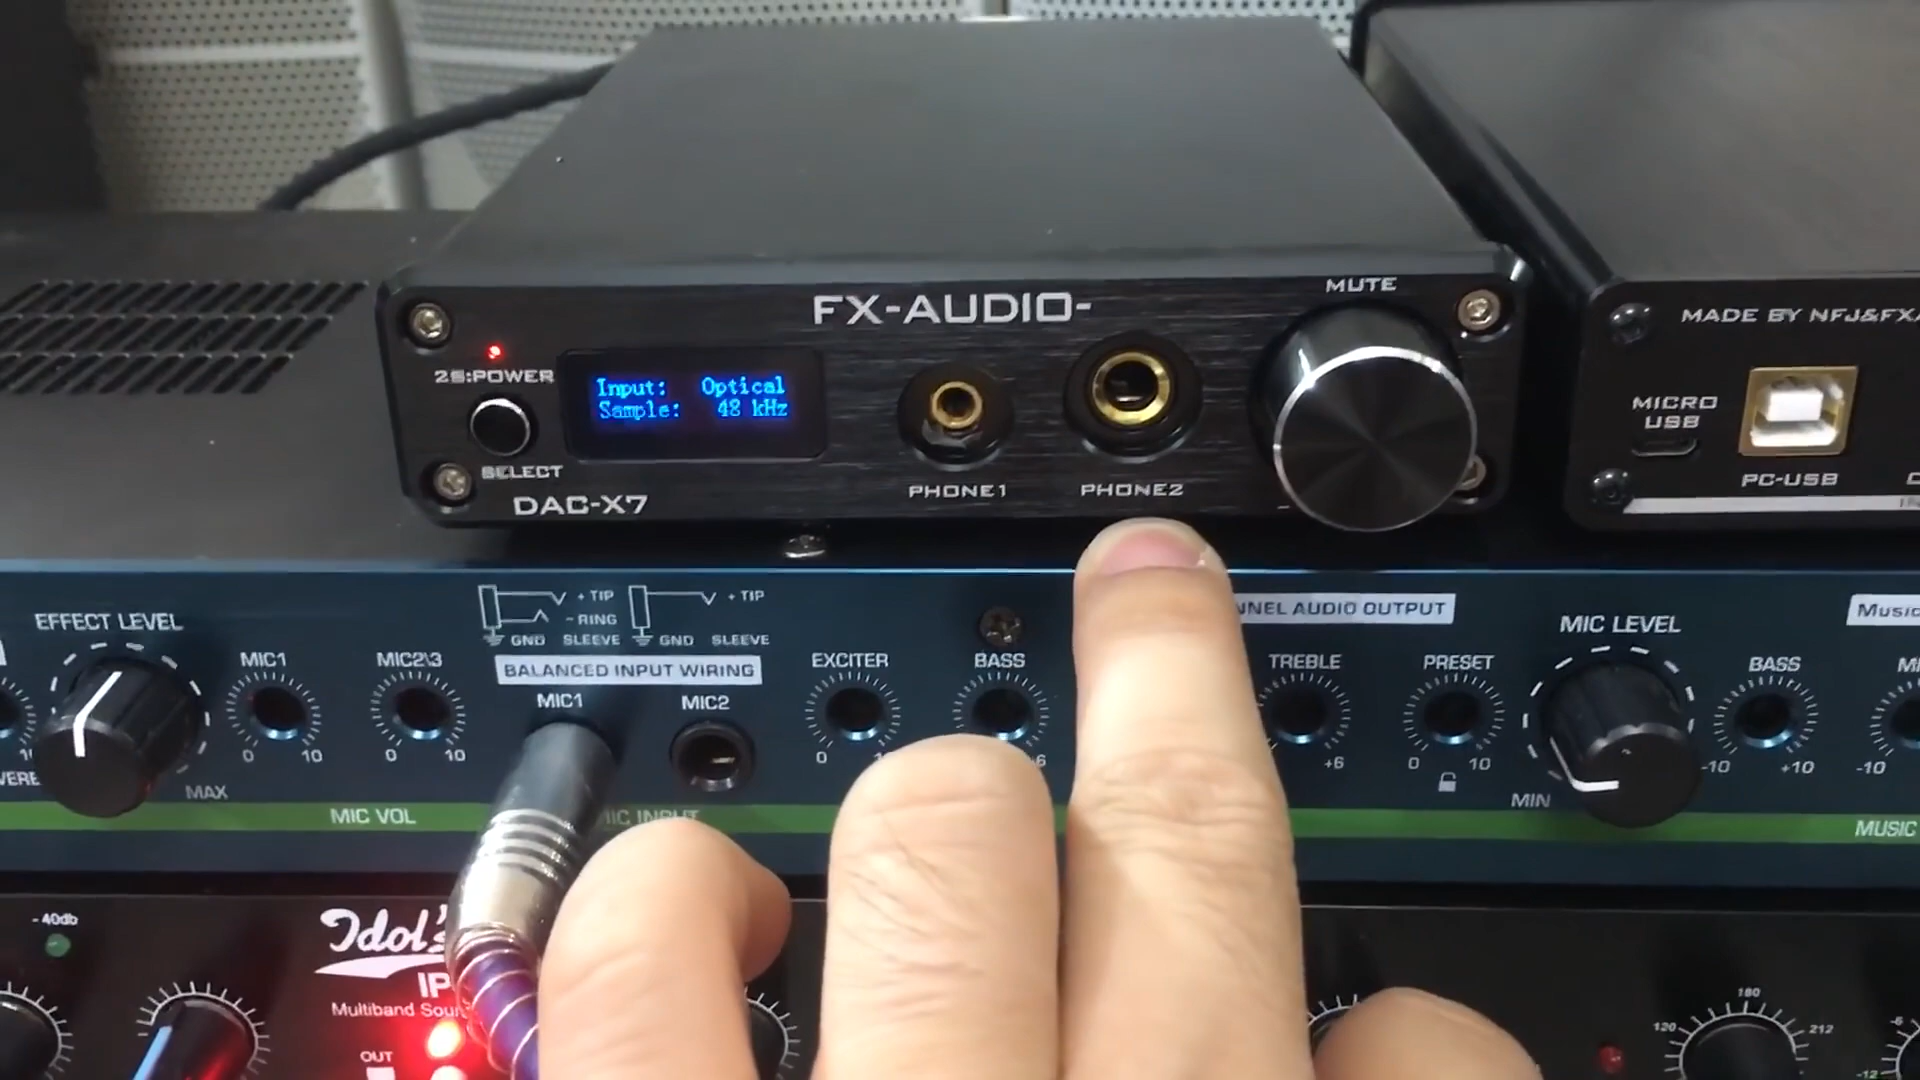 MUTE
FX-AUDIO-
2S:POWER
Input: Optical
Sample: 48 kHz
SELECT
DAC-X7
PHONE1
PHONE2
MADE BY NFJ&FX
MICRO
USB
PC-USB
EFFECT LEVEL
MAX
MIC1
0 10
MIC2\3
0 10
MIC VOL
+ TIP
- RING
GND SLEEVE
+ TIP
GND SLEEVE
BALANCED INPUT WIRING
MIC1
MIC2
EXCITER
0
BASS
AUDIO OUTPUT
TREBLE
+6
PRESET
0 10
MIC LEVEL
MIN
Music
BASS
-10 +10
-10
MUSIC
-40db
Idol's
IP
Multiband
OUT
120
180
212
-6
-12